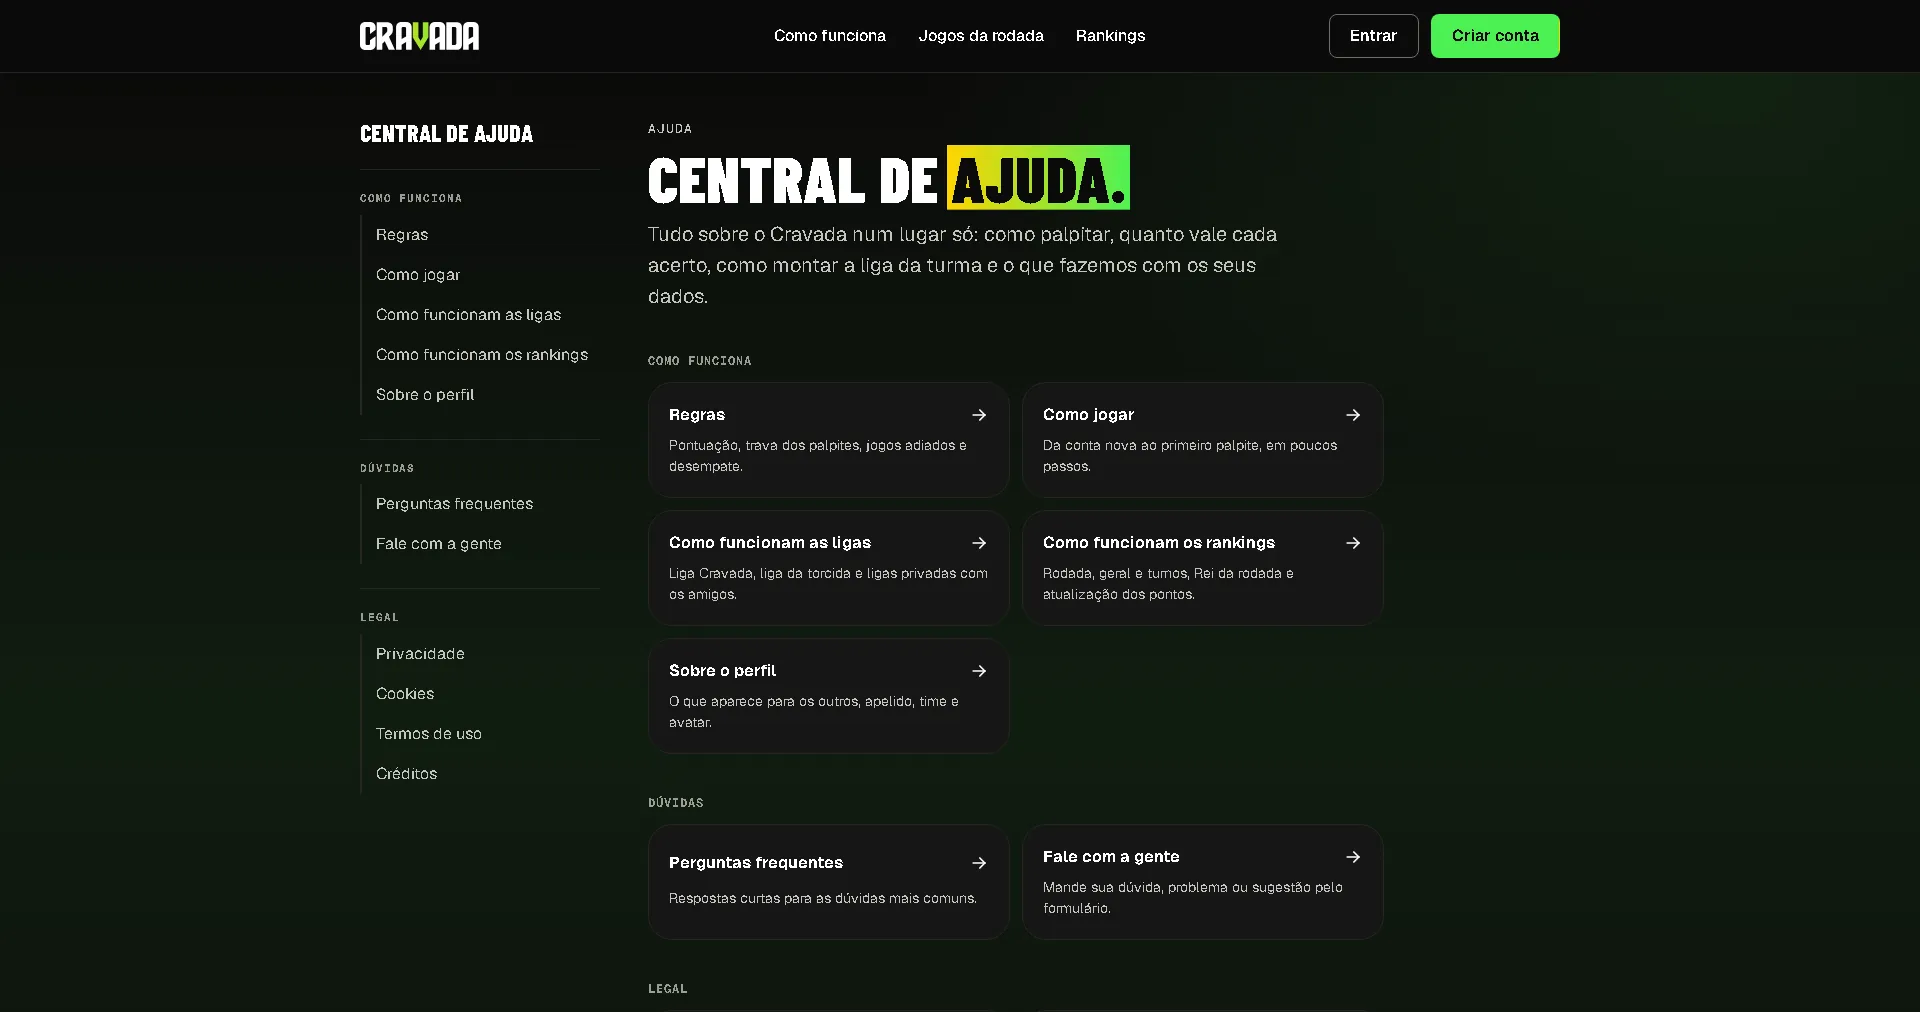 CRAVADA
Como funciona
Jogos da rodada
Rankings
Entrar
Criar conta
CENTRAL DE AJUDA
COMO FUNCIONA
Regras
Como jogar
Como funcionam as ligas
Como funcionam os rankings
Sobre o perfil
DÚVIDAS
Perguntas frequentes
Fale com a gente
LEGAL
Privacidade
Cookies
Termos de uso
Créditos
AJUDA
CENTRAL DE AJUDA.
Tudo sobre o Cravada num lugar só: como palpitar, quanto vale cada
acerto, como montar a liga da turma e o que fazemos com os seus
dados.
COMO FUNCIONA
Regras
Pontuação, trava dos palpites, jogos adiados e
desempate.
Como jogar
Da conta nova ao primeiro palpite, em poucos
passos.
Como funcionam as ligas
Liga Cravada, liga da torcida e ligas privadas com
os amigos.
Como funcionam os rankings
Rodada, geral e turnos, Rei da rodada e
atualização dos pontos.
Sobre o perfil
O que aparece para os outros, apelido, time e
avatar.
DÚVIDAS
Perguntas frequentes
Respostas curtas para as dúvidas mais comuns.
Fale com a gente
Mande sua dúvida, problema ou sugestão pelo
formulário.
LEGAL